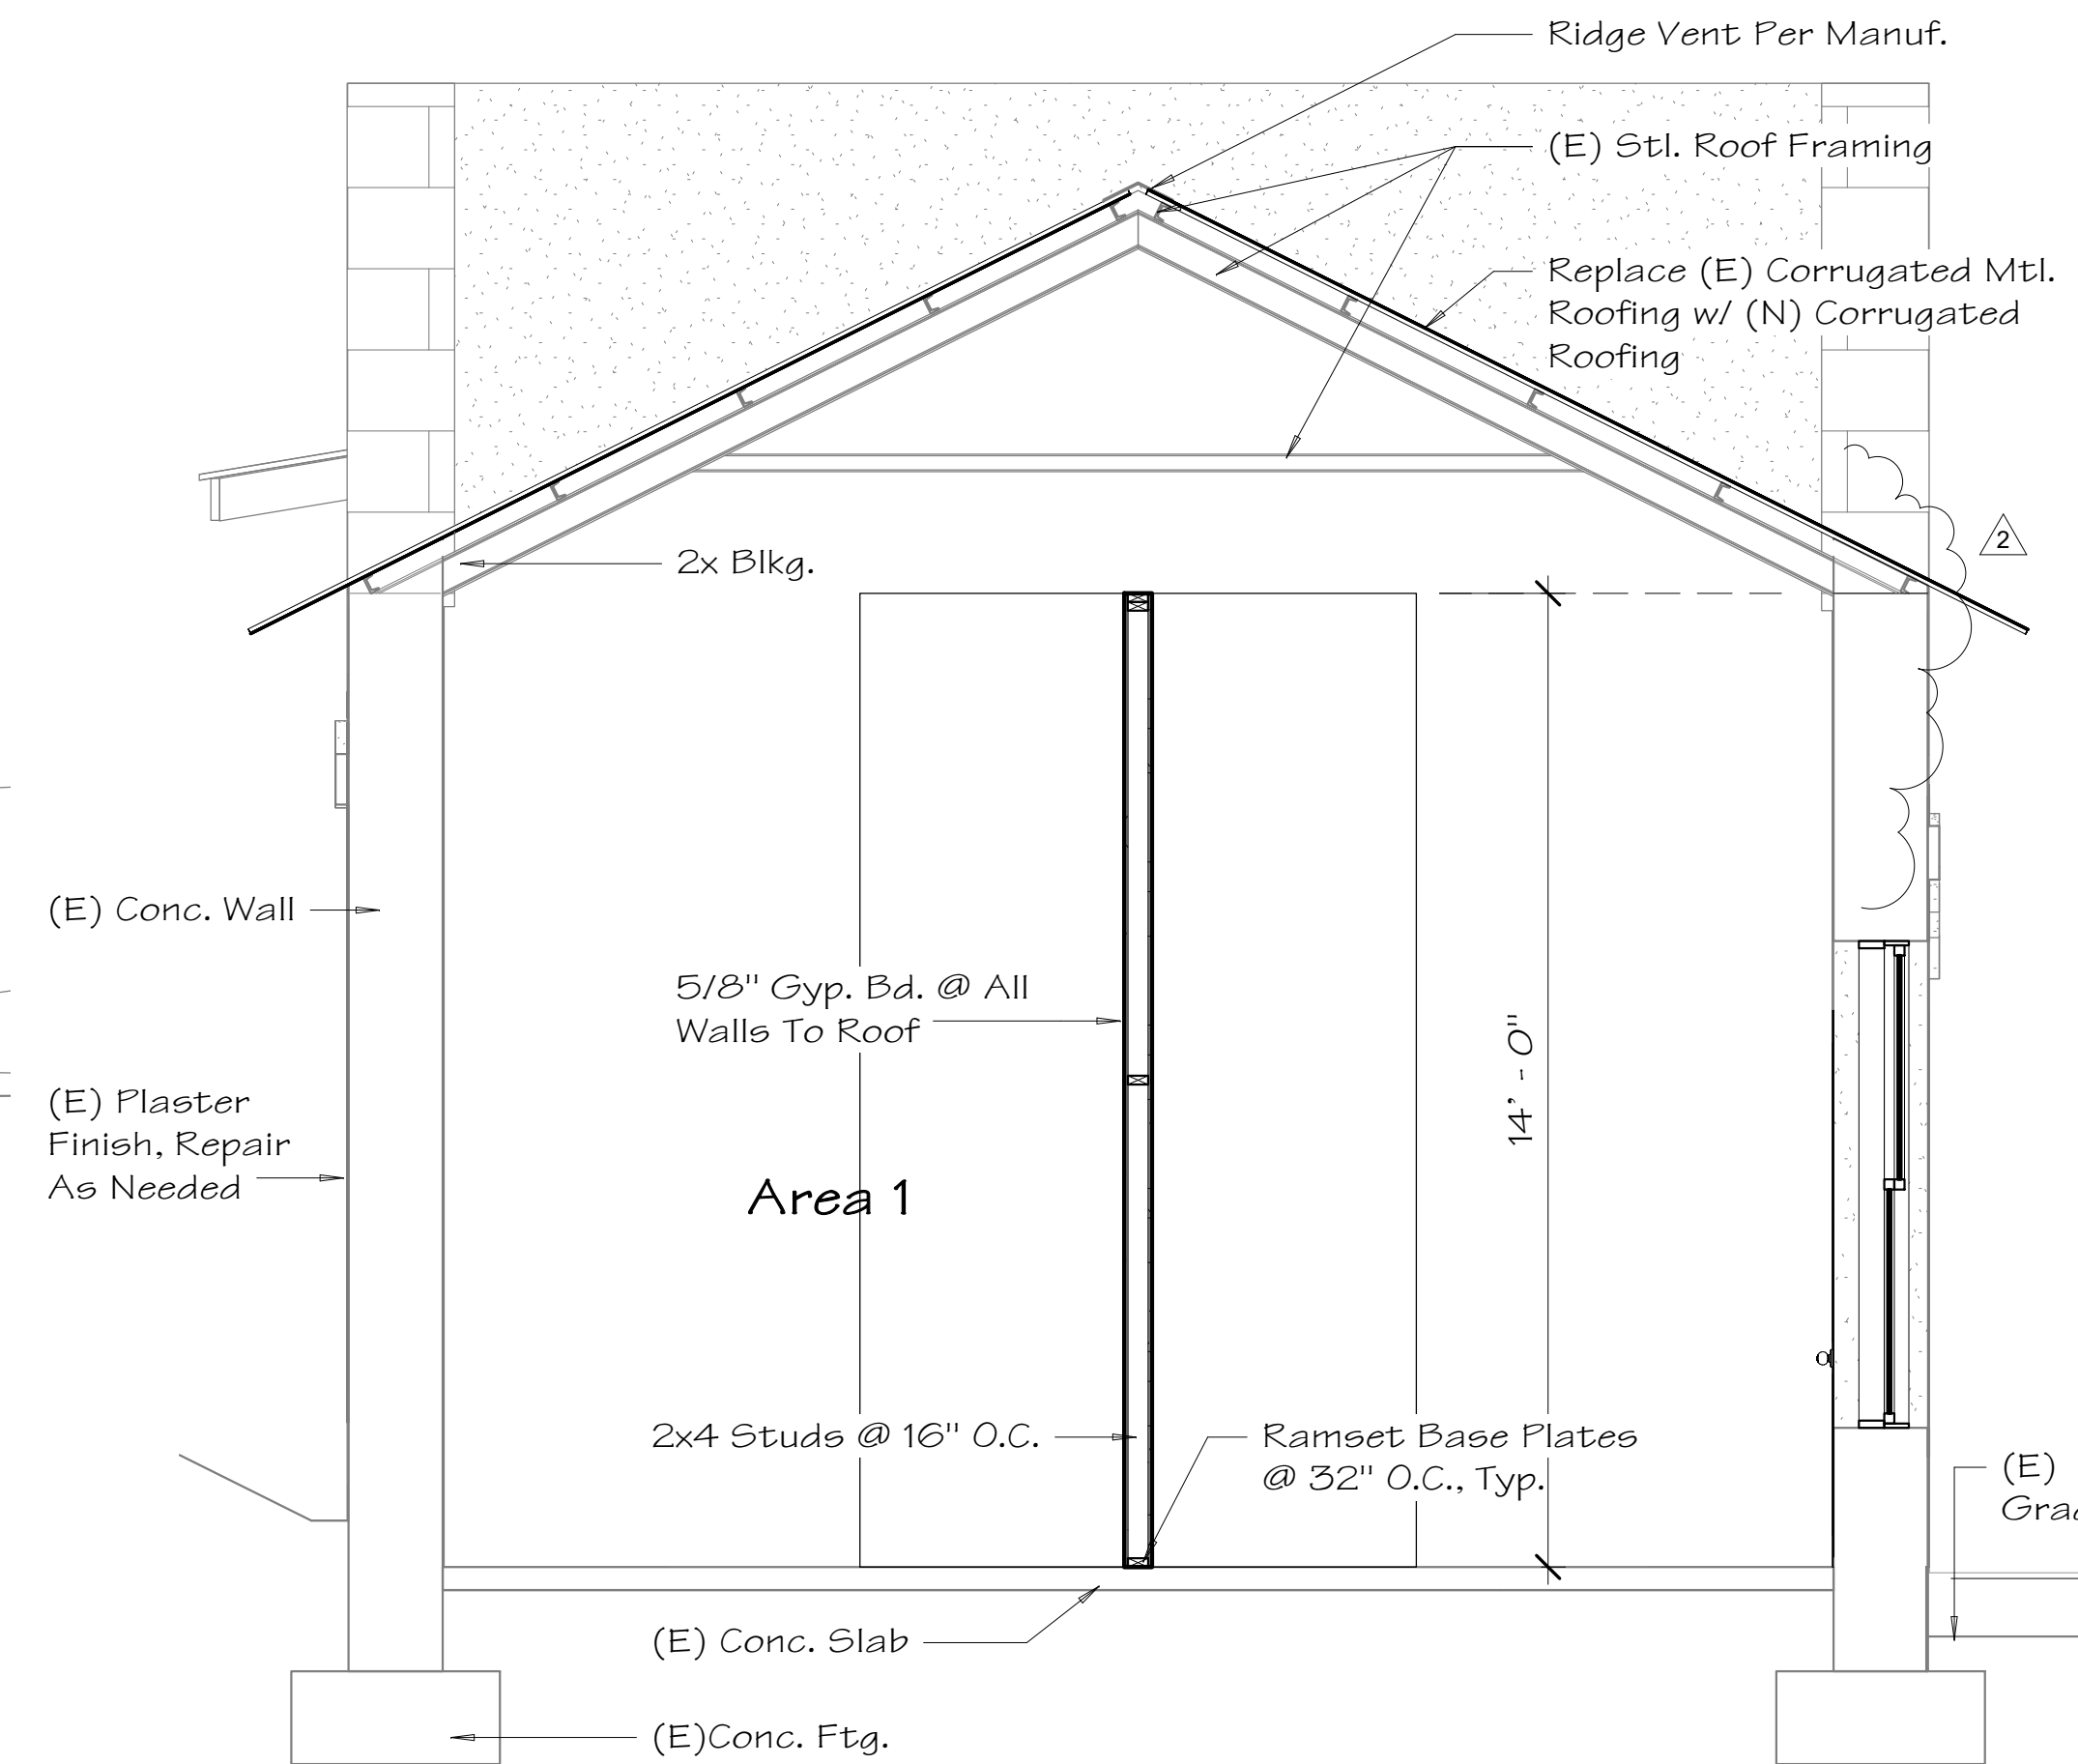 Ridge Vent Per Manuf.
(E) Stl. Roof Framing
Replace (E) Corrugated Mtl.
Roofing w/ (N) Corrugated
Roofing
2
2x Blkg.
(E) Conc. Wall
5/8" Gyp. Bd. @ All
Walls To Roof
14' - 0"
(E) Plaster
Finish, Repair
As Needed
Area 1
2x4 Studs @ 16" O.C.
Ramset Base Plates
@ 32" O.C., Typ.
(E)
(E) Conc. Slab
(E)Conc. Ftg.